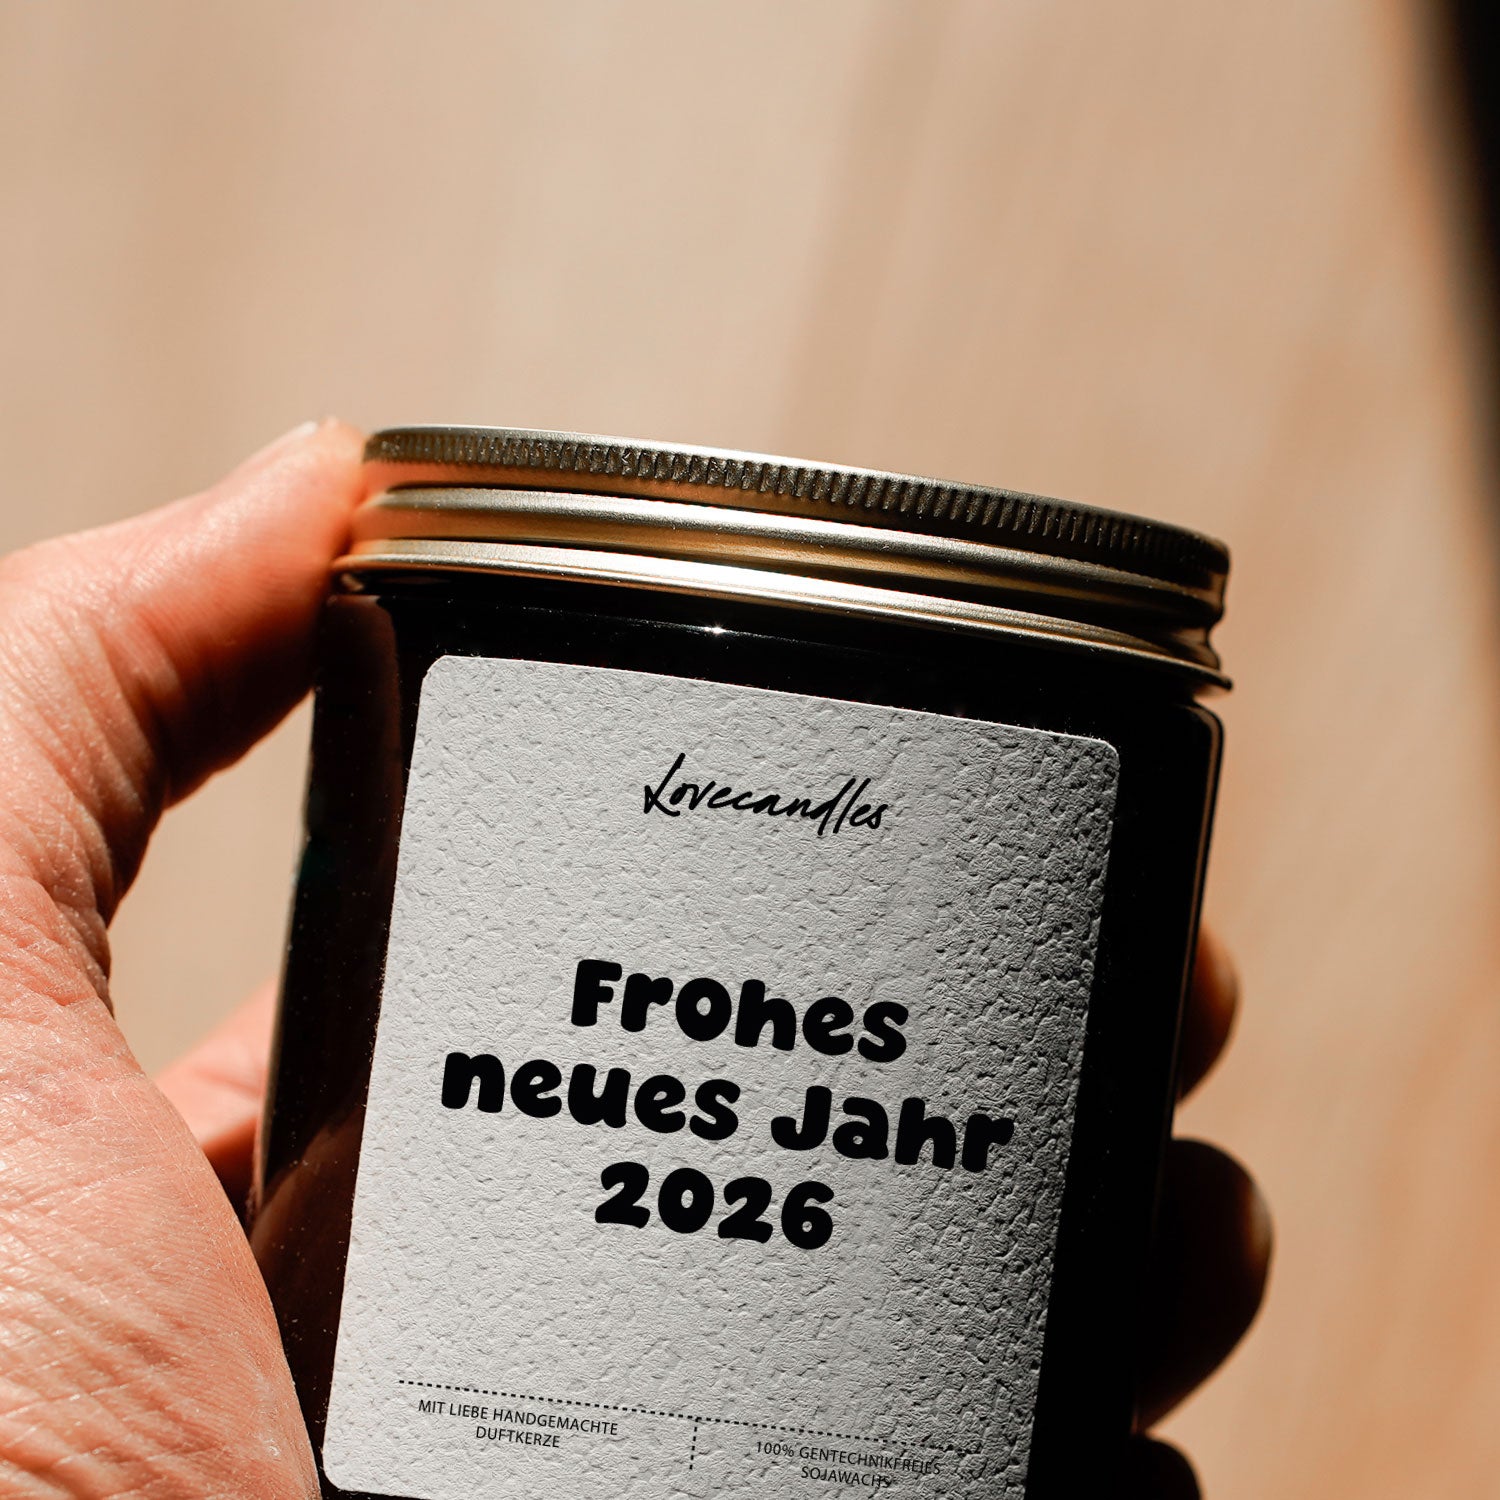 Lovecandles
Frohes
neues Jahr
2026
MIT LIEBE HANDGEMACHTE
DUFTKERZE
100% GENTECHNIKFREIES
SOJAWACHS